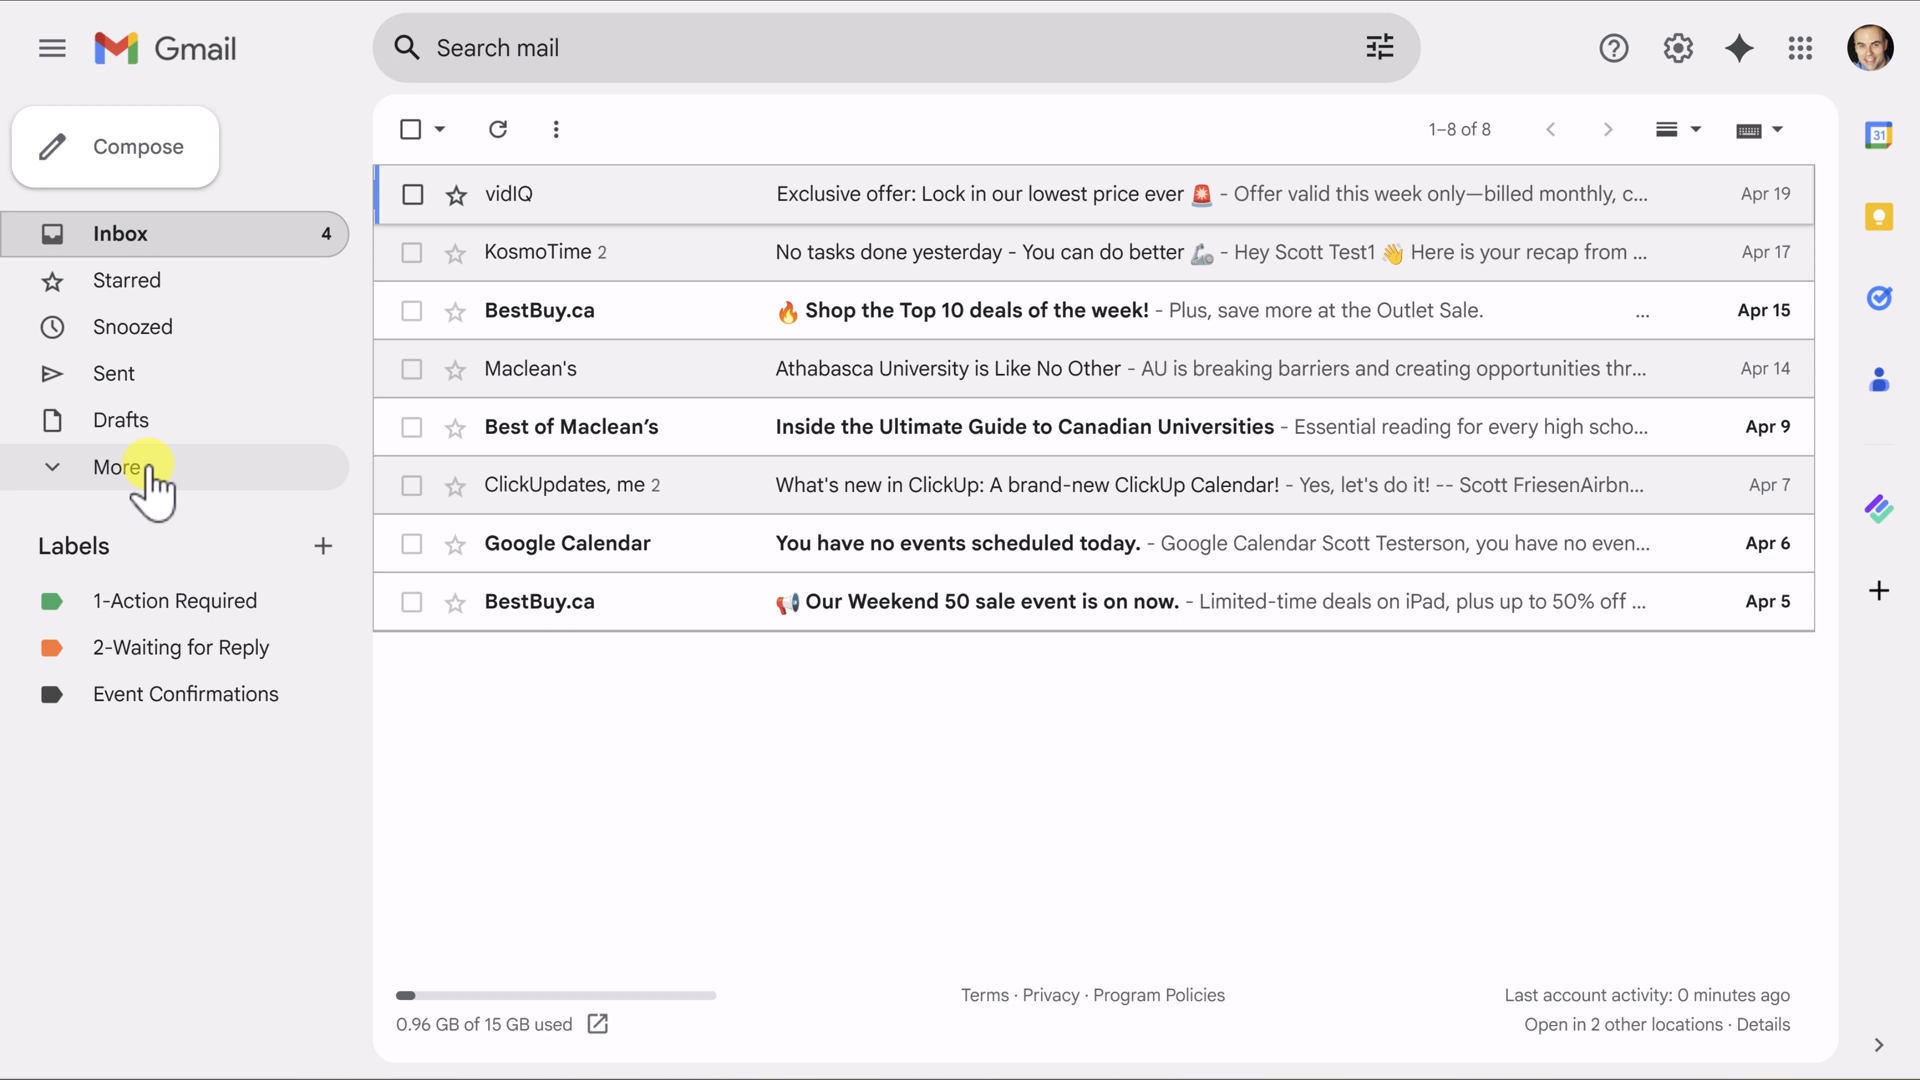 Gmail
Search mail
Compose
1–8 of 8
Inbox 4
Starred
Snoozed
Sent
Drafts
More
Labels
1-Action Required
2-Waiting for Reply
Event Confirmations
vidIQ Exclusive offer: Lock in our lowest price ever 🚨 - Offer valid this week only—billed monthly, c... Apr 19
KosmoTime 2 No tasks done yesterday - You can do better 🦾 - Hey Scott Test1 👋 Here is your recap from ... Apr 17
BestBuy.ca 🔥 Shop the Top 10 deals of the week! - Plus, save more at the Outlet Sale. ... Apr 15
Maclean's Athabasca University is Like No Other - AU is breaking barriers and creating opportunities thr... Apr 14
Best of Maclean’s Inside the Ultimate Guide to Canadian Universities - Essential reading for every high scho... Apr 9
ClickUpdates, me 2 What's new in ClickUp: A brand-new ClickUp Calendar! - Yes, let's do it! -- Scott FriesenAirbn... Apr 7
Google Calendar You have no events scheduled today. - Google Calendar Scott Testerson, you have no even... Apr 6
BestBuy.ca 📢 Our Weekend 50 sale event is on now. - Limited-time deals on iPad, plus up to 50% off ... Apr 5
31
0.96 GB of 15 GB used
Terms · Privacy · Program Policies
Last account activity: 0 minutes ago
Open in 2 other locations · Details